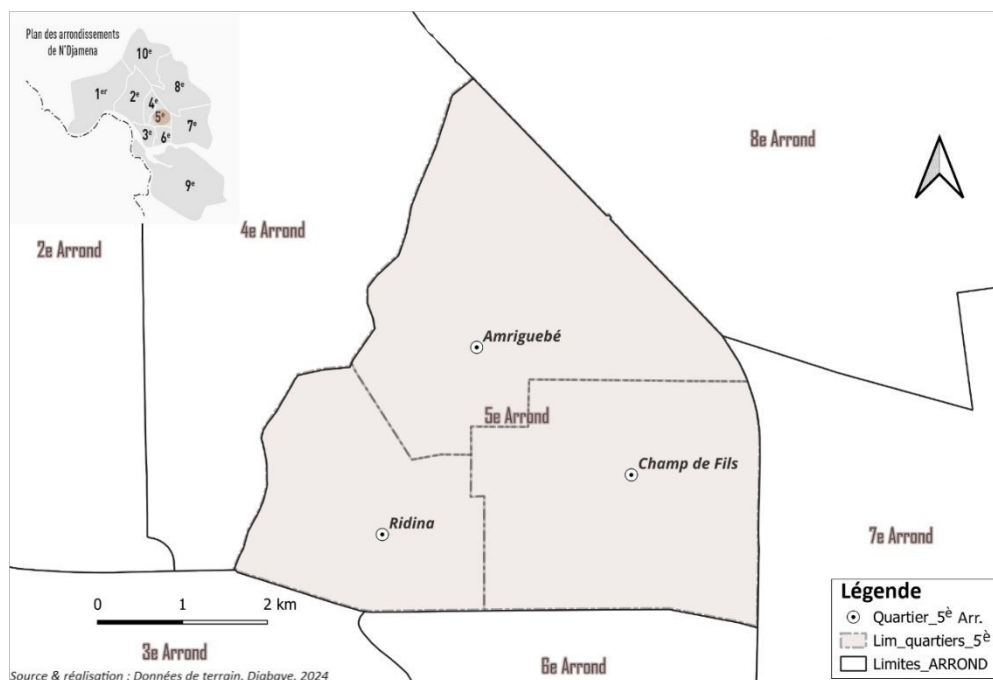 Plan des arrondissements
de N'Djamena
10e
8e
1er
2e
4e
5e
7e
3e
6e
9e
8e Arrond
4e Arrond
2e Arrond
Amriguebé
5e Arrond
Champ de Fils
Ridina
7e Arrond
0 1 2 km
3e Arrond
6e Arrond
Légende
Quartier_5è Arr.
Lim_quartiers_5è
Limites_ARROND
Source & réalisation : Données de terrain, Djabaye, 2024